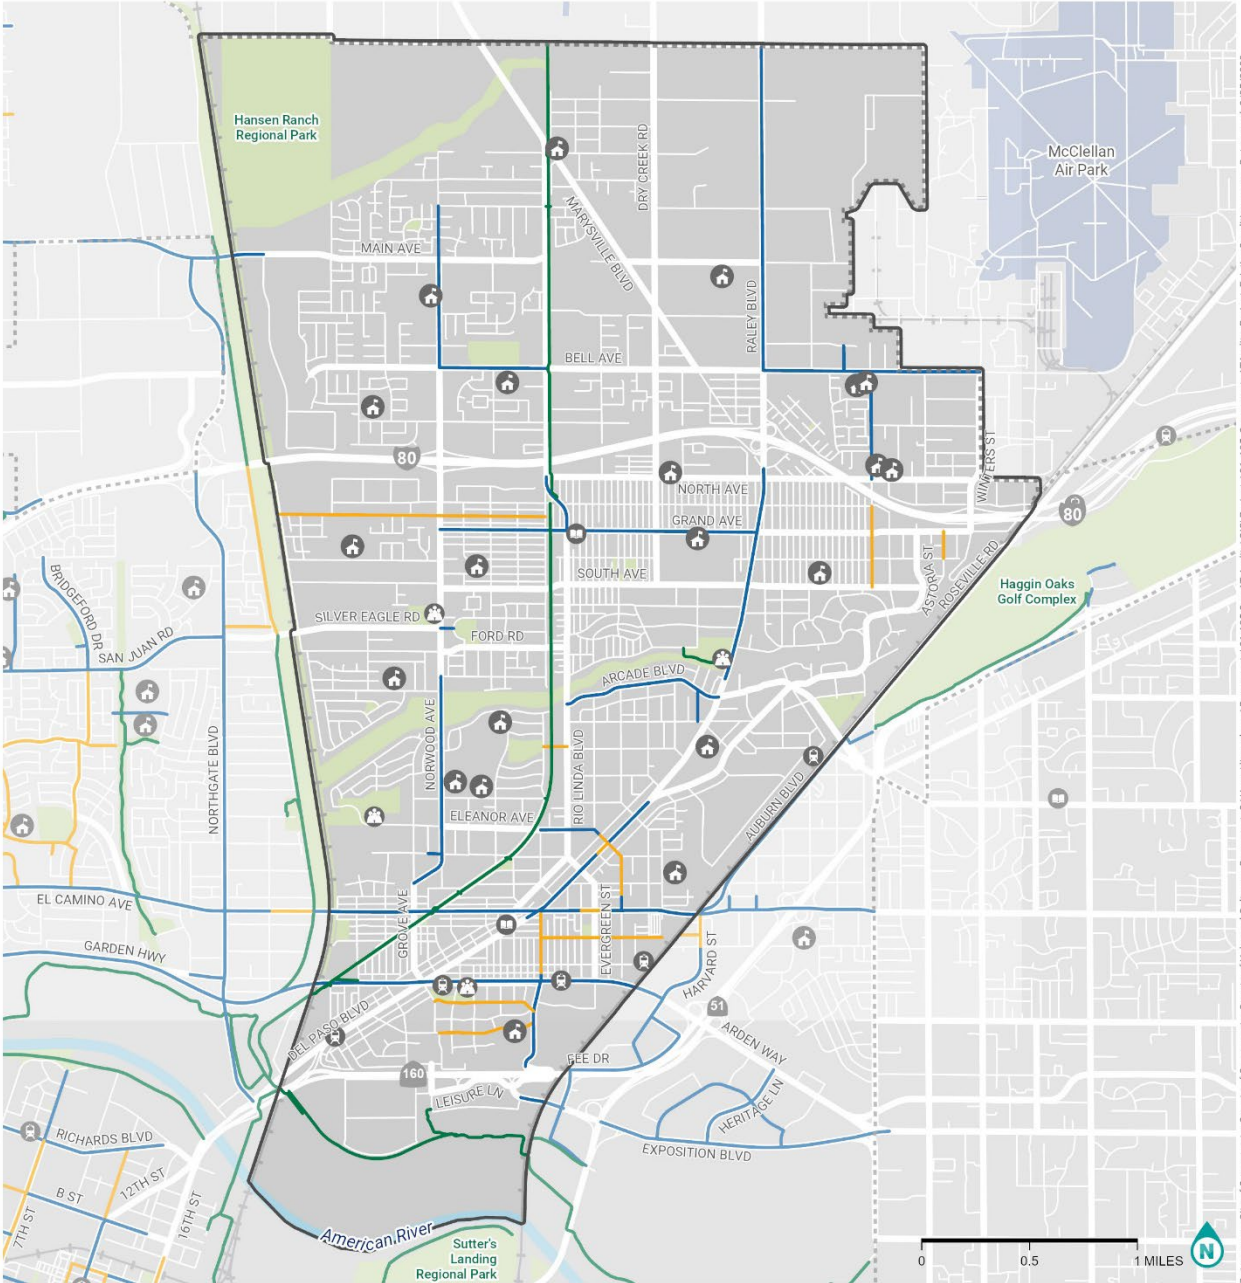 Hansen Ranch
Regional Park
McClellan
Air Park
DRY CREEK RD
MARYSVILLE BLVD
MAIN AVE
RALEY BLVD
BELL AVE
80
NORTH AVE
WINTERS ST
GRAND AVE
80
SOUTH AVE
ASTORIA ST
ROSEVILLE RD
Haggin Oaks
Golf Complex
BRIDGEFORD DR
SILVER EAGLE RD
SAN JUAN RD
FORD RD
ARCADE BLVD
NORTHGATE BLVD
NORWOOD AVE
RIO LINDA BLVD
AUBURN BLVD
ELEANOR AVE
EL CAMINO AVE
GROVE AVE
EVERGREEN ST
GARDEN HWY
HARVARD ST
51
DEL PASO BLVD
ARDEN WAY
FEE DR
160
LEISURE LN
HERITAGE LN
RICHARDS BLVD
EXPOSITION BLVD
12TH ST
B ST
7TH ST
16TH ST
American River
Sutter's
Landing
Regional Park
0 0.5 1 MILES
N